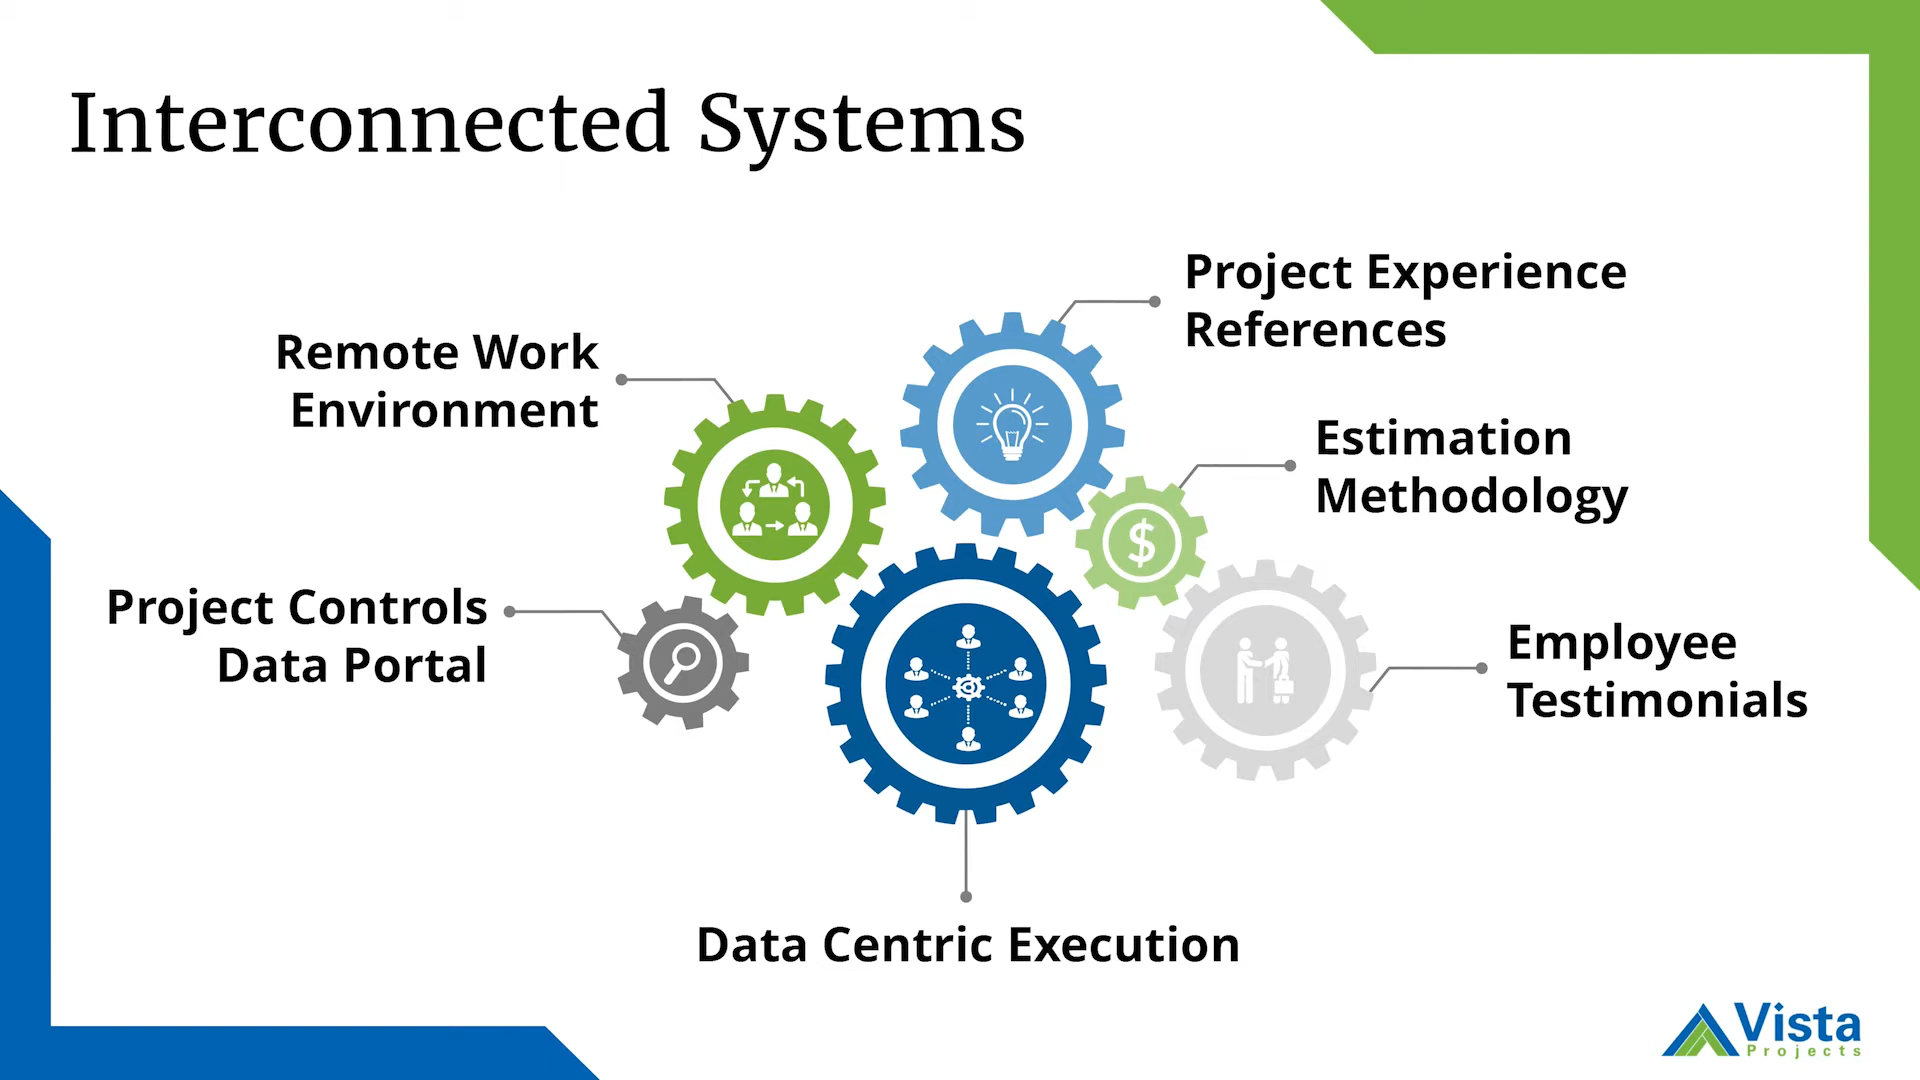 Interconnected Systems
Project Experience
References
Remote Work
Environment
Estimation
Methodology
$
Project Controls
Data Portal
Employee
Testimonials
Data Centric Execution
Vista
Projects